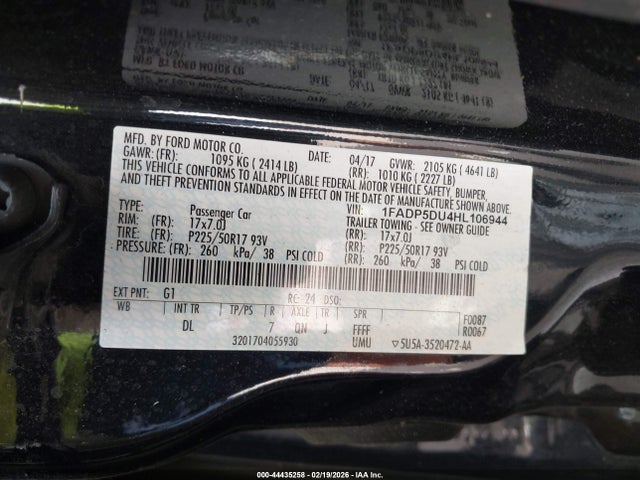 MFD. BY FORD MOTOR CO.
DATE: 04/17 GVWR: 2105 KG ( 4641 LB)
GAWR: (FR): 1095 KG ( 2414 LB) (RR): 1010 KG ( 2227 LB)
THIS VEHICLE CONFORMS TO ALL APPLICABLE FEDERAL MOTOR VEHICLE SAFETY, BUMPER,
AND THEFT PREVENTION STANDARDS IN EFFECT ON THE DATE OF MANUFACTURE SHOWN ABOVE.
VIN: 1FADP5DU4HL106944
TYPE: Passenger Car TRAILER TOWING - SEE OWNER GUIDE
RIM: 17x7.0J 17x7.0J
TIRE: P225/50R17 93V P225/50R17 93V
PRESSURE: (FR) 260 kPa/ 38 PSI COLD (RR) 260 kPa/ 38 PSI COLD
EXT PNT: G1 RC: 24 DSO:
WB INT TR TP/PS R AXLE TR SPR F0087
DL 7 QN J FFFF R0067
3201704055930 UMU ▽5U5A-3520472-AA
000-44435258 - 02/19/2026 - IAA Inc.